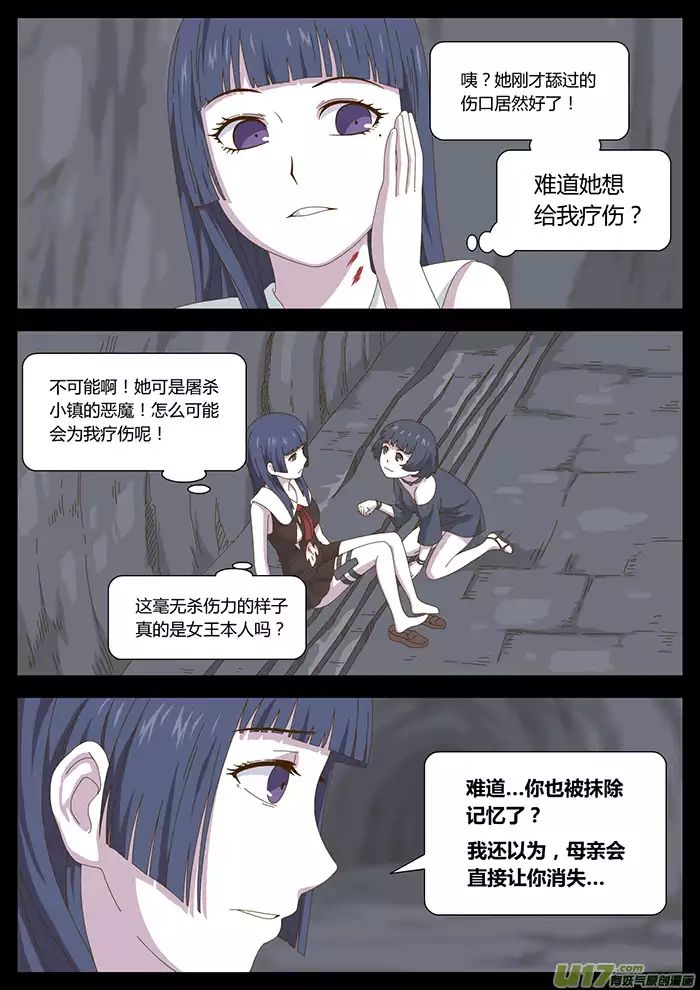 咦？她刚才舔过的
伤口居然好了！
难道她想
给我疗伤？
不可能啊！她可是屠杀
小镇的恶魔！怎么可能
会为我疗伤呢！
这毫无杀伤力的样子
真的是女王本人吗？
难道...你也被抹除
记忆了？
我还以为，母亲会
直接让你消失...
U17.com
有妖气原创漫画